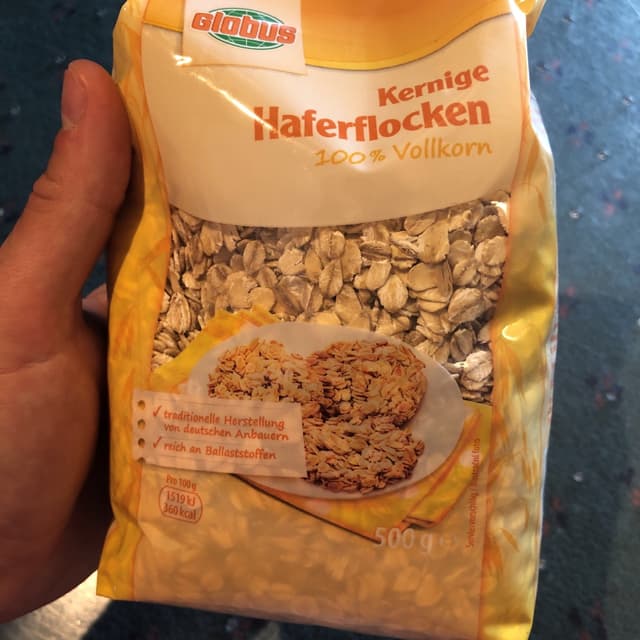 Globus
Kernige
Haferflocken
100% Vollkorn
✓ traditionelle Herstellung
von deutschen Anbauern
✓ reich an Ballaststoffen
Pro 100 g
1519 kJ
360 kcal
500 g e